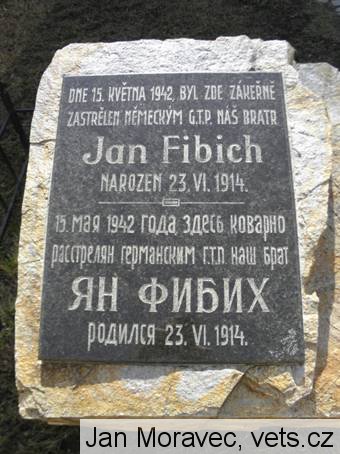 DNE 15. KVĚTNA 1942, BYL ZDE ZÁKEŘNĚ
ZASTŘELEN NĚMECKÝM G.T.P. NÁŠ BRATR
Jan Fibich
NAROZEN 23. VI. 1914.
15. МАЯ 1942 ГОДА, ЗДЕСЬ КОВАРНО
РАССТРЕЛЯН ГЕРМАНСКИМ Г.Т.П. НАШ БРАТ
ЯН ФИБИХ
РОДИЛСЯ 23. VI. 1914.
Jan Moravec, vets.cz